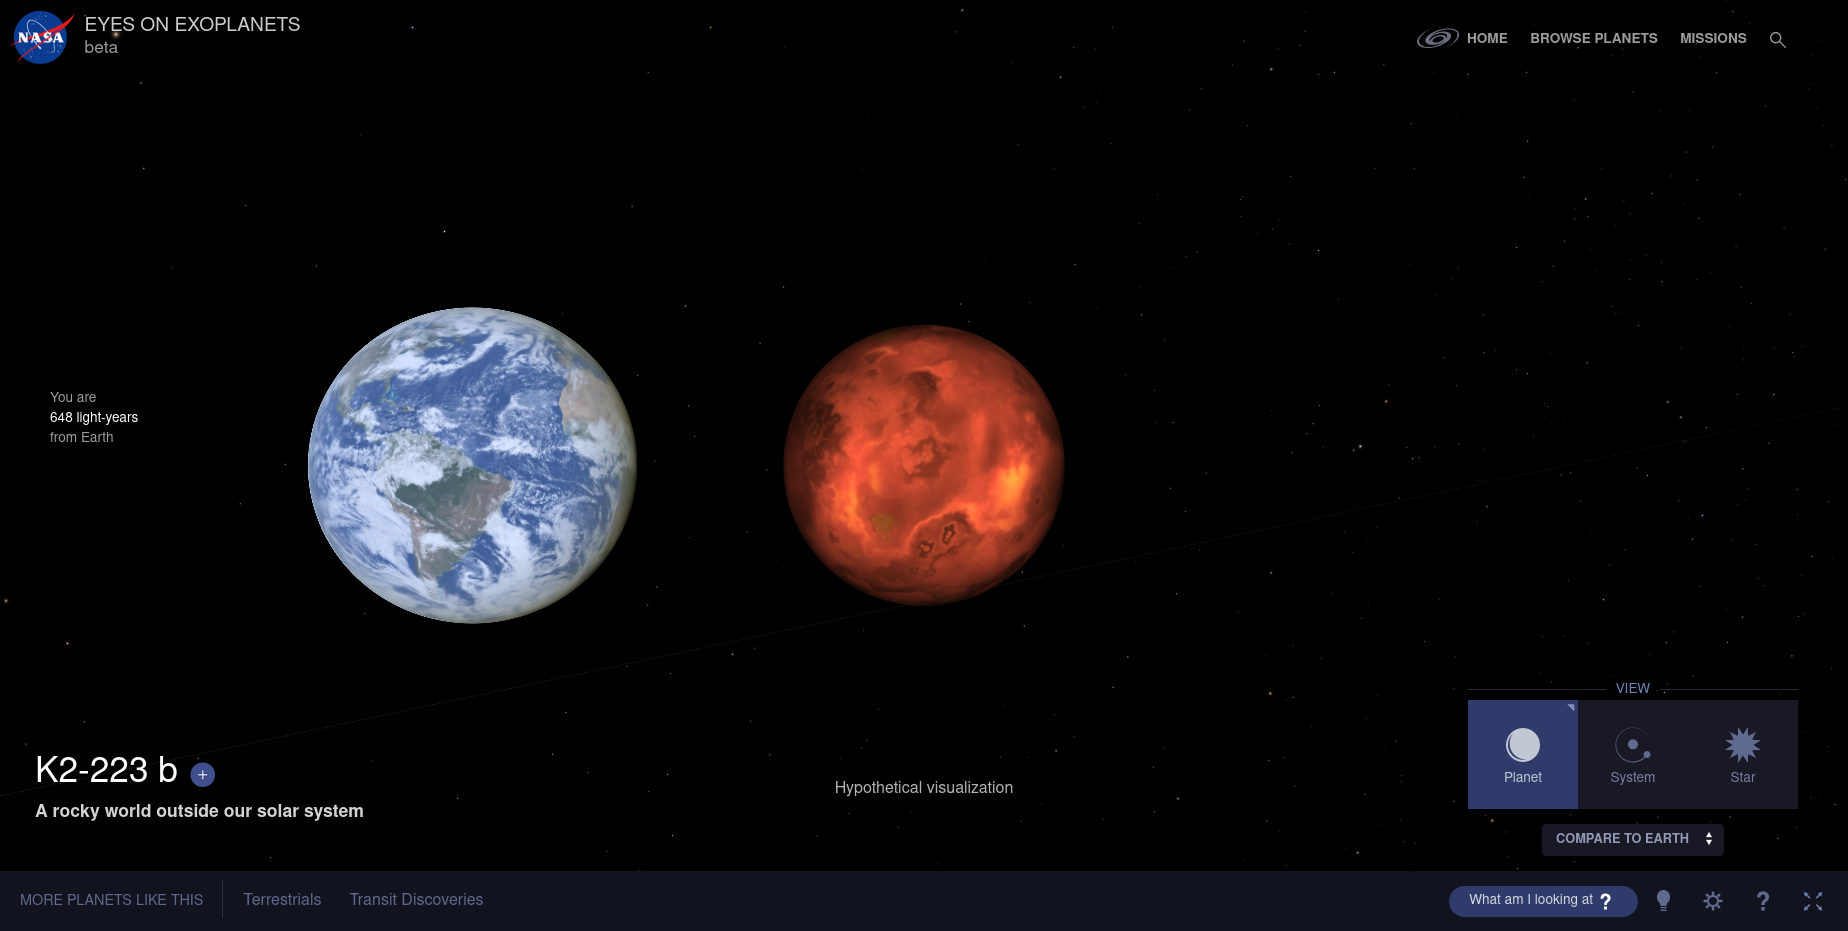 NASA
EYES ON EXOPLANETS
beta
HOME
BROWSE PLANETS
MISSIONS
You are
648 light-years
from Earth
VIEW
Planet
System
Star
K2-223 b +
A rocky world outside our solar system
Hypothetical visualization
COMPARE TO EARTH
MORE PLANETS LIKE THIS
Terrestrials
Transit Discoveries
What am I looking at ?
?